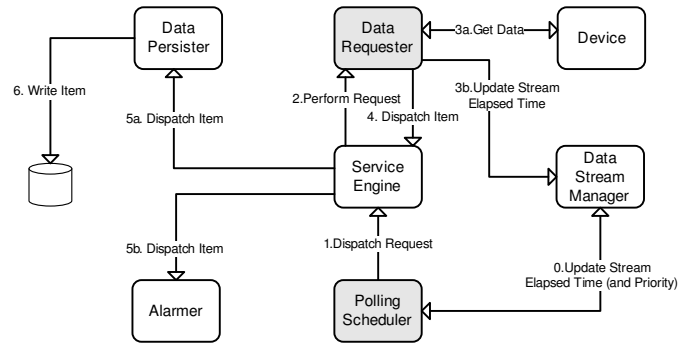 Data
Persister
Data
Requester
3a.Get Data
Device
6. Write Item
2.Perform Request
3b.Update Stream
Elapsed Time
5a. Dispatch Item
4. Dispatch Item
Service
Engine
Data
Stream
Manager
5b. Dispatch Item
1.Dispatch Request
0.Update Stream
Elapsed Time (and Priority)
Alarmer
Polling
Scheduler